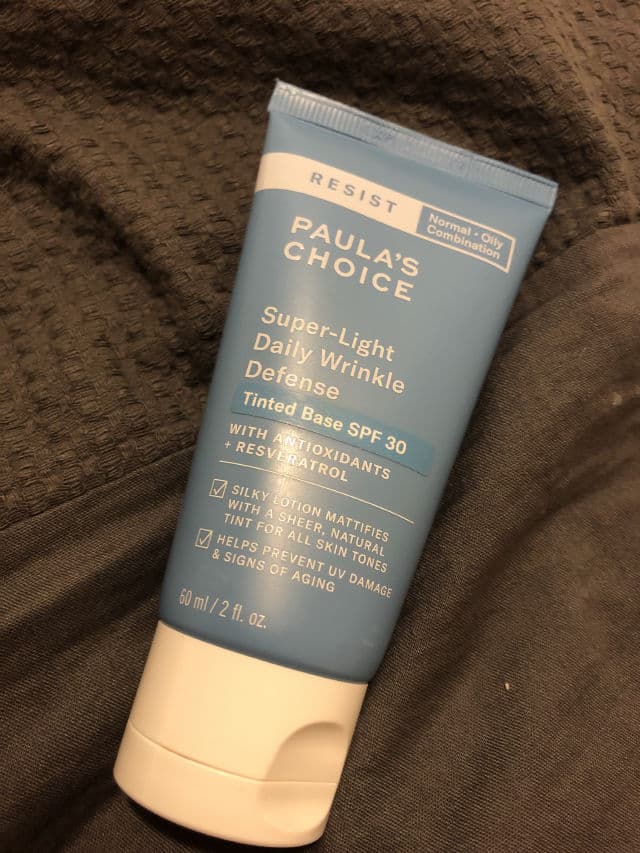 RESIST
Normal • Oily
Combination
PAULA'S
CHOICE
Super-Light
Daily Wrinkle
Defense
Tinted Base SPF 30
WITH ANTIOXIDANTS
+ RESVERATROL
SILKY LOTION MATTIFIES
WITH A SHEER, NATURAL
TINT FOR ALL SKIN TONES
HELPS PREVENT UV DAMAGE
& SIGNS OF AGING
60 ml / 2 fl. oz.